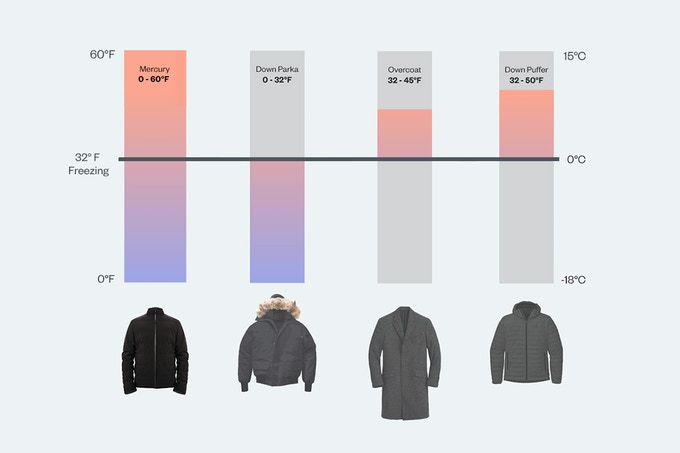 60°F
Mercury
0 - 60°F
Down Parka
0 - 32°F
Overcoat
32 - 45°F
Down Puffer
32 - 50°F
15°C
32° F
Freezing
0°C
0°F
-18°C